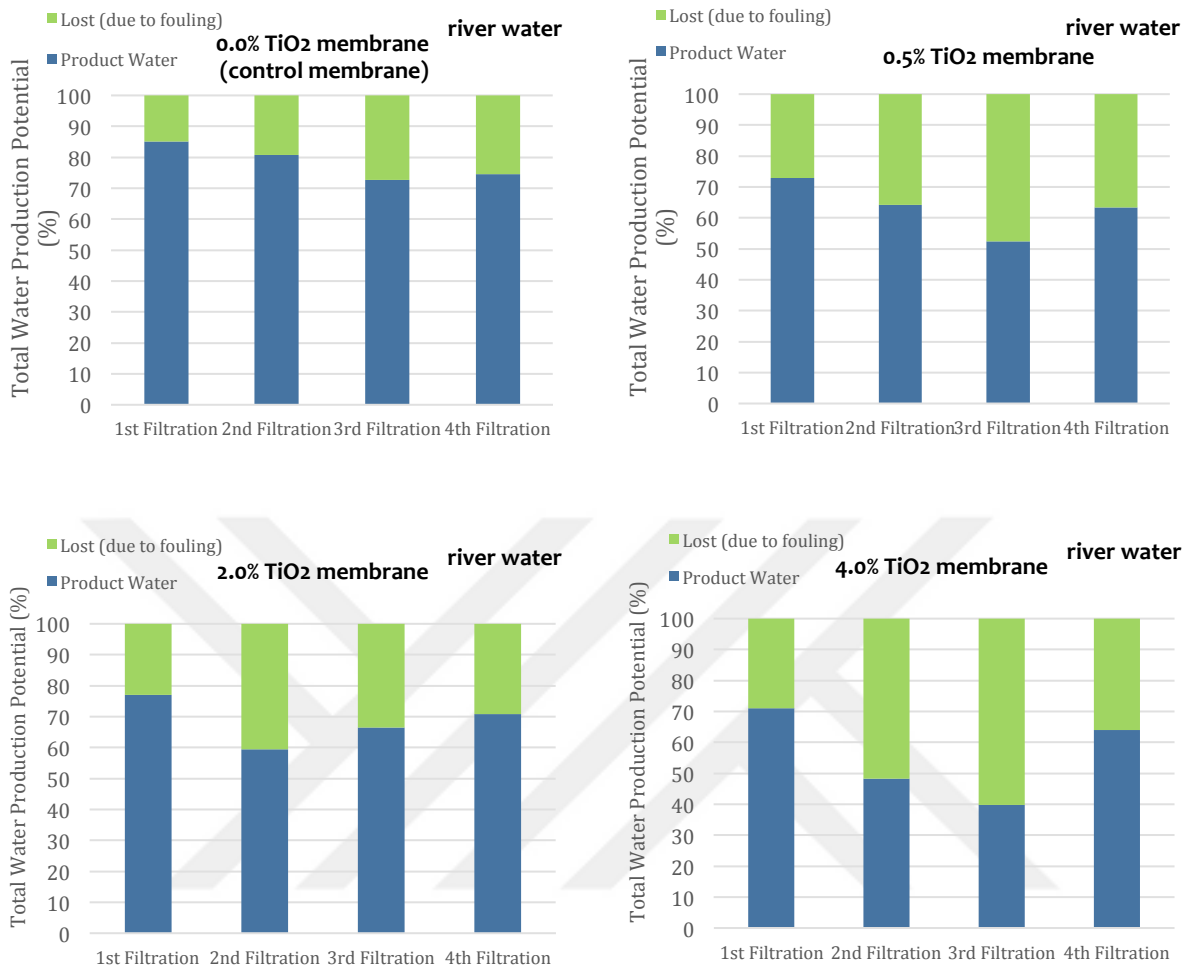 Lost (due to fouling)
river water
0.0% TiO2 membrane
(control membrane)
Product Water
Total Water Production Potential
(%)
100
90
80
70
60
50
40
30
20
10
0
1st Filtration 2nd Filtration 3rd Filtration 4th Filtration
Lost (due to fouling)
river water
Product Water
0.5% TiO2 membrane
Total Water Production Potential
(%)
100
90
80
70
60
50
40
30
20
10
0
1st Filtration 2nd Filtration 3rd Filtration 4th Filtration
Lost (due to fouling)
river water
Product Water
2.0% TiO2 membrane
Total Water Production Potential (%)
100
90
80
70
60
50
40
30
20
10
0
1st Filtration 2nd Filtration 3rd Filtration 4th Filtration
Lost (due to fouling)
river water
Product Water
4.0% TiO2 membrane
Total Water Production Potential (%)
100
90
80
70
60
50
40
30
20
10
0
1st Filtration 2nd Filtration 3rd Filtration 4th Filtration